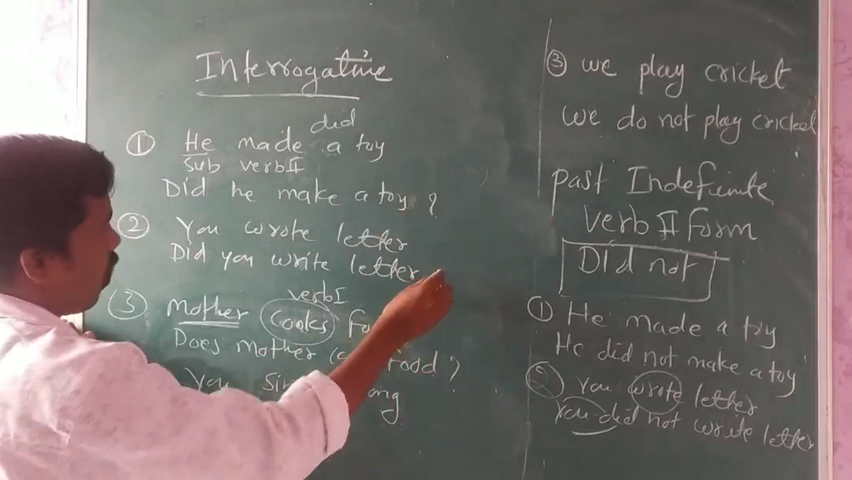 Interrogative
did
① He made a toy
sub verb II
Did he make a toy ?
② You wrote letter
Did you write letter
verb I
③ Mother cooks
Does mother food ?
You
③ we play cricket
we do not play cricket
past Indefinite
verb II form
Did not
① He made a toy
He did not make a toy
② you wrote letter
You did not write letter